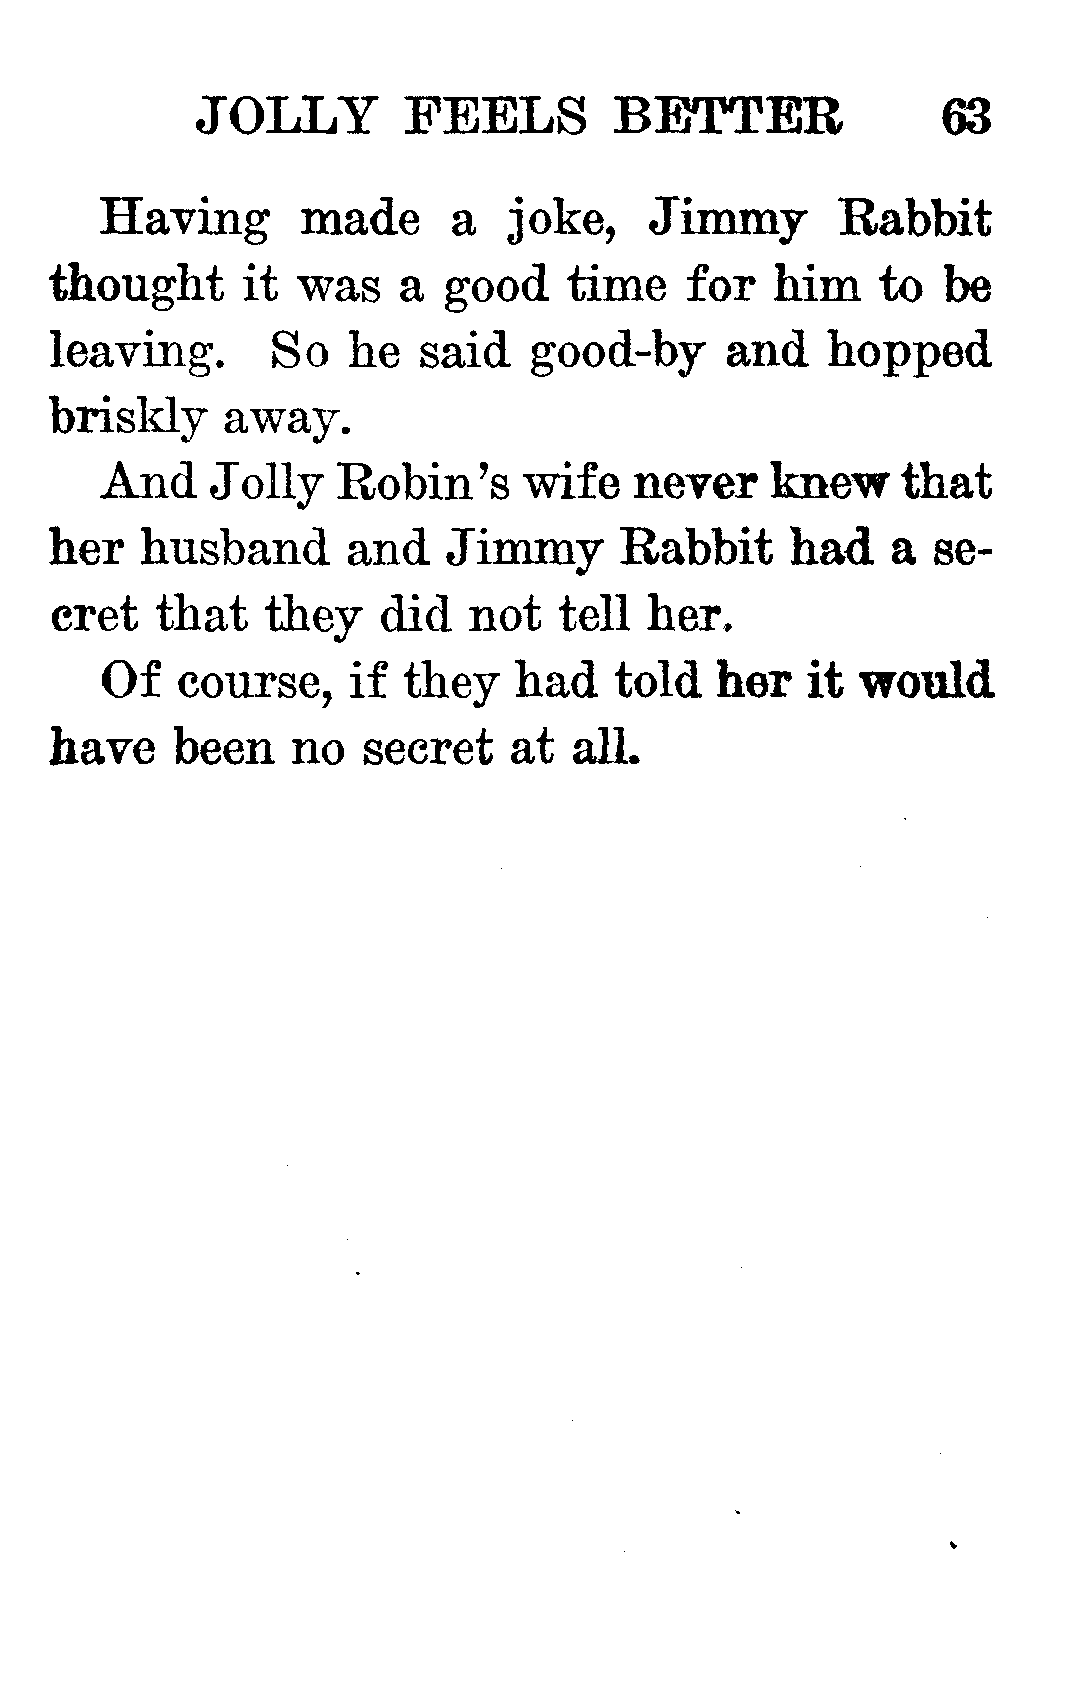 JOLLY FEELS BETTER 63
Having made a joke, Jimmy Rabbit
thought it was a good time for him to be
leaving. So he said good-by and hopped
briskly away.
And Jolly Robin's wife never knew that
her husband and Jimmy Rabbit had a se-
cret that they did not tell her.
Of course, if they had told her it would
have been no secret at all.